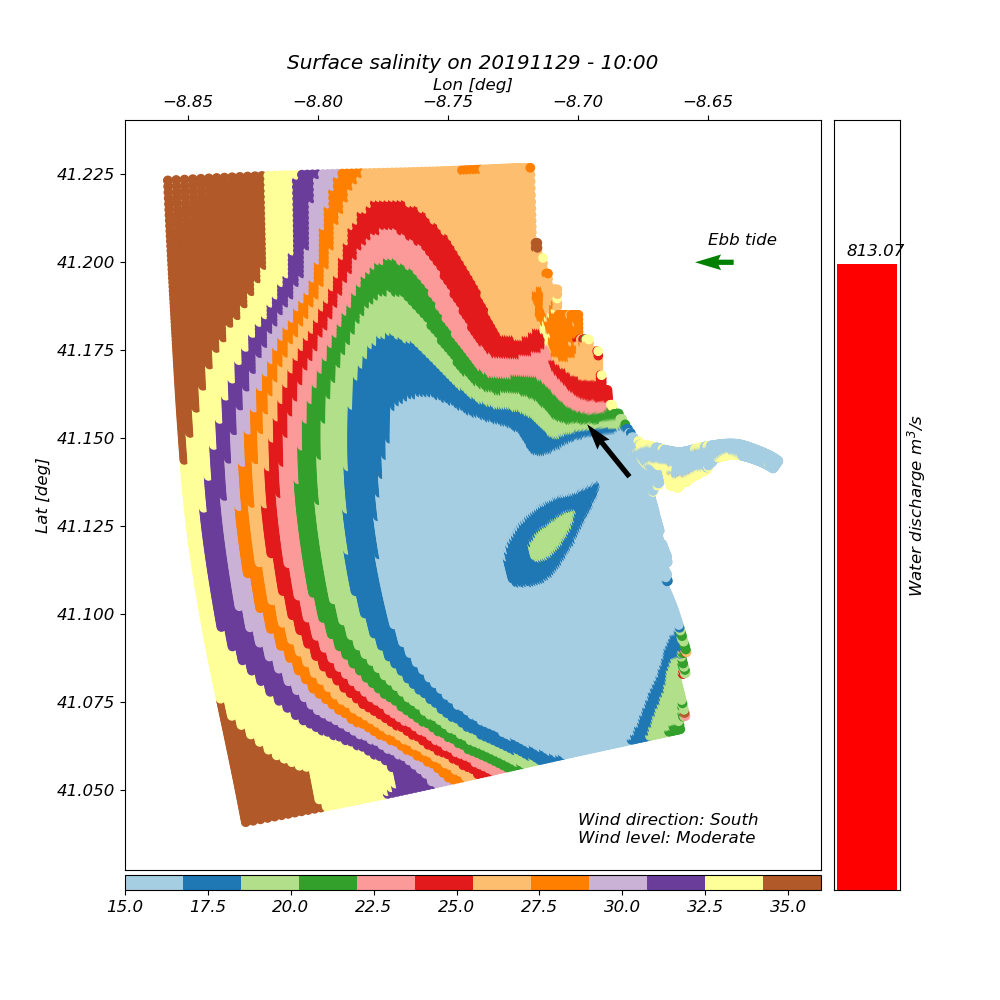 Surface salinity on 20191129 - 10:00
Lon [deg]
−8.85 −8.80 −8.75 −8.70 −8.65
41.225
41.200
41.175
41.150
41.125
41.100
41.075
41.050
Lat [deg]
Ebb tide
813.07
Water discharge m³/s
Wind direction: South
Wind level: Moderate
15.0 17.5 20.0 22.5 25.0 27.5 30.0 32.5 35.0